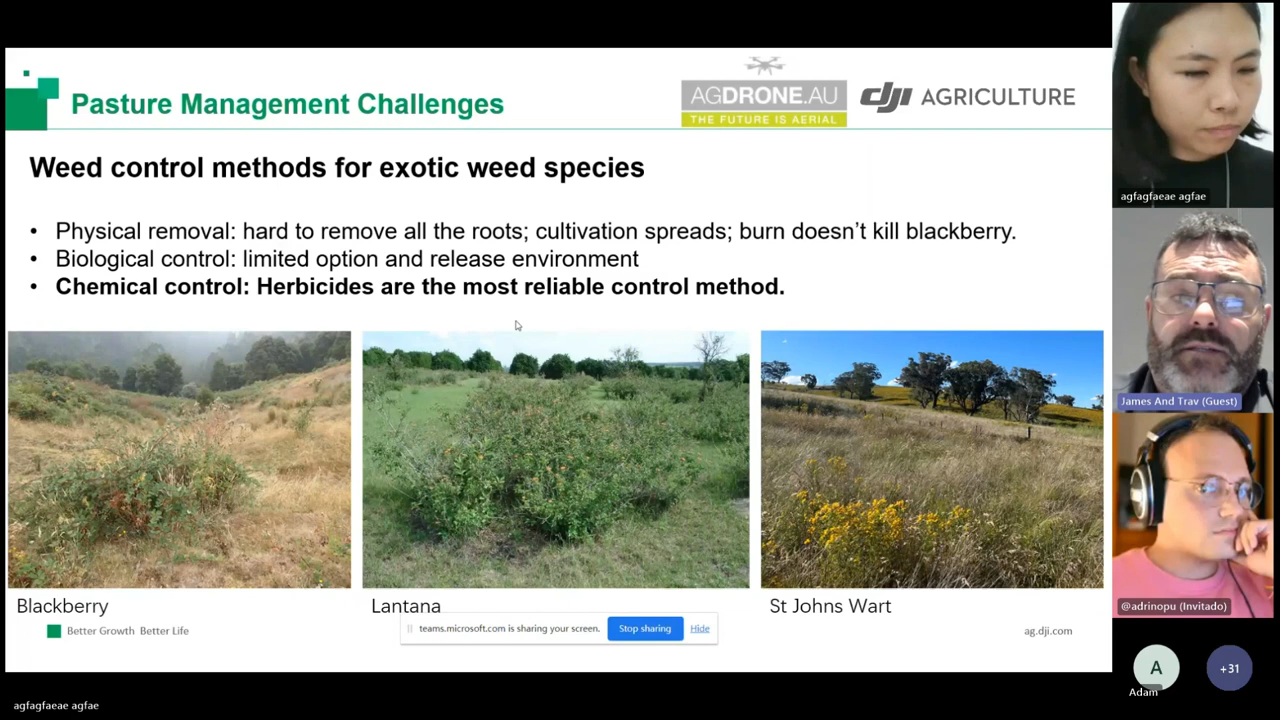 Pasture Management Challenges
AGDRONE.AU
THE FUTURE IS AERIAL
dji AGRICULTURE
Weed control methods for exotic weed species
• Physical removal: hard to remove all the roots; cultivation spreads; burn doesn’t kill blackberry.
• Biological control: limited option and release environment
• Chemical control: Herbicides are the most reliable control method.
Blackberry
Lantana
St Johns Wart
Better Growth Better Life
teams.microsoft.com is sharing your screen.
Stop sharing
Hide
ag.dji.com
agfagfaeae agfae
James And Trav (Guest)
@adrinopu (Invitado)
A
Adam
+31
agfagfaeae agfae